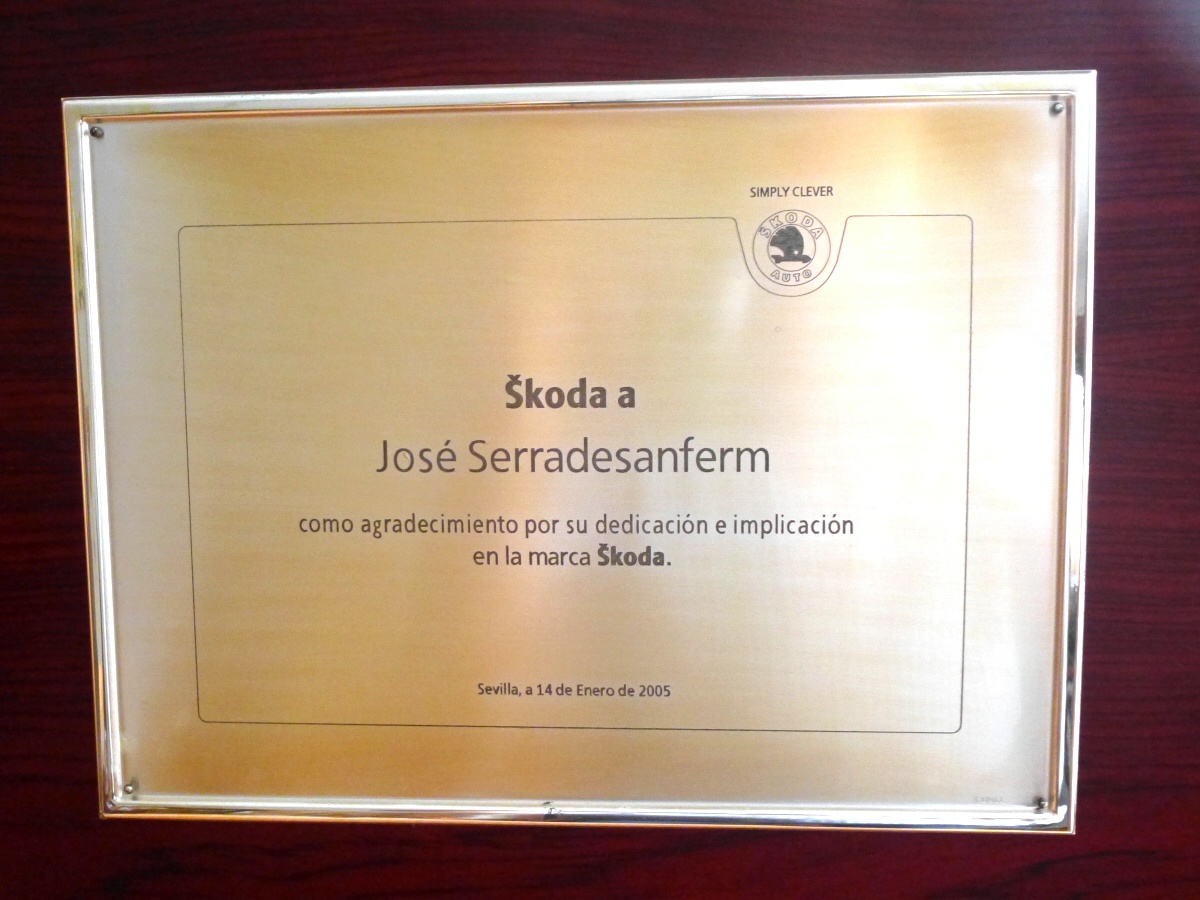 SIMPLY CLEVER
ŠKODA
AUTO
Škoda a
José Serradesanferm
como agradecimiento por su dedicación e implicación
en la marca Škoda.
Sevilla, a 14 de Enero de 2005